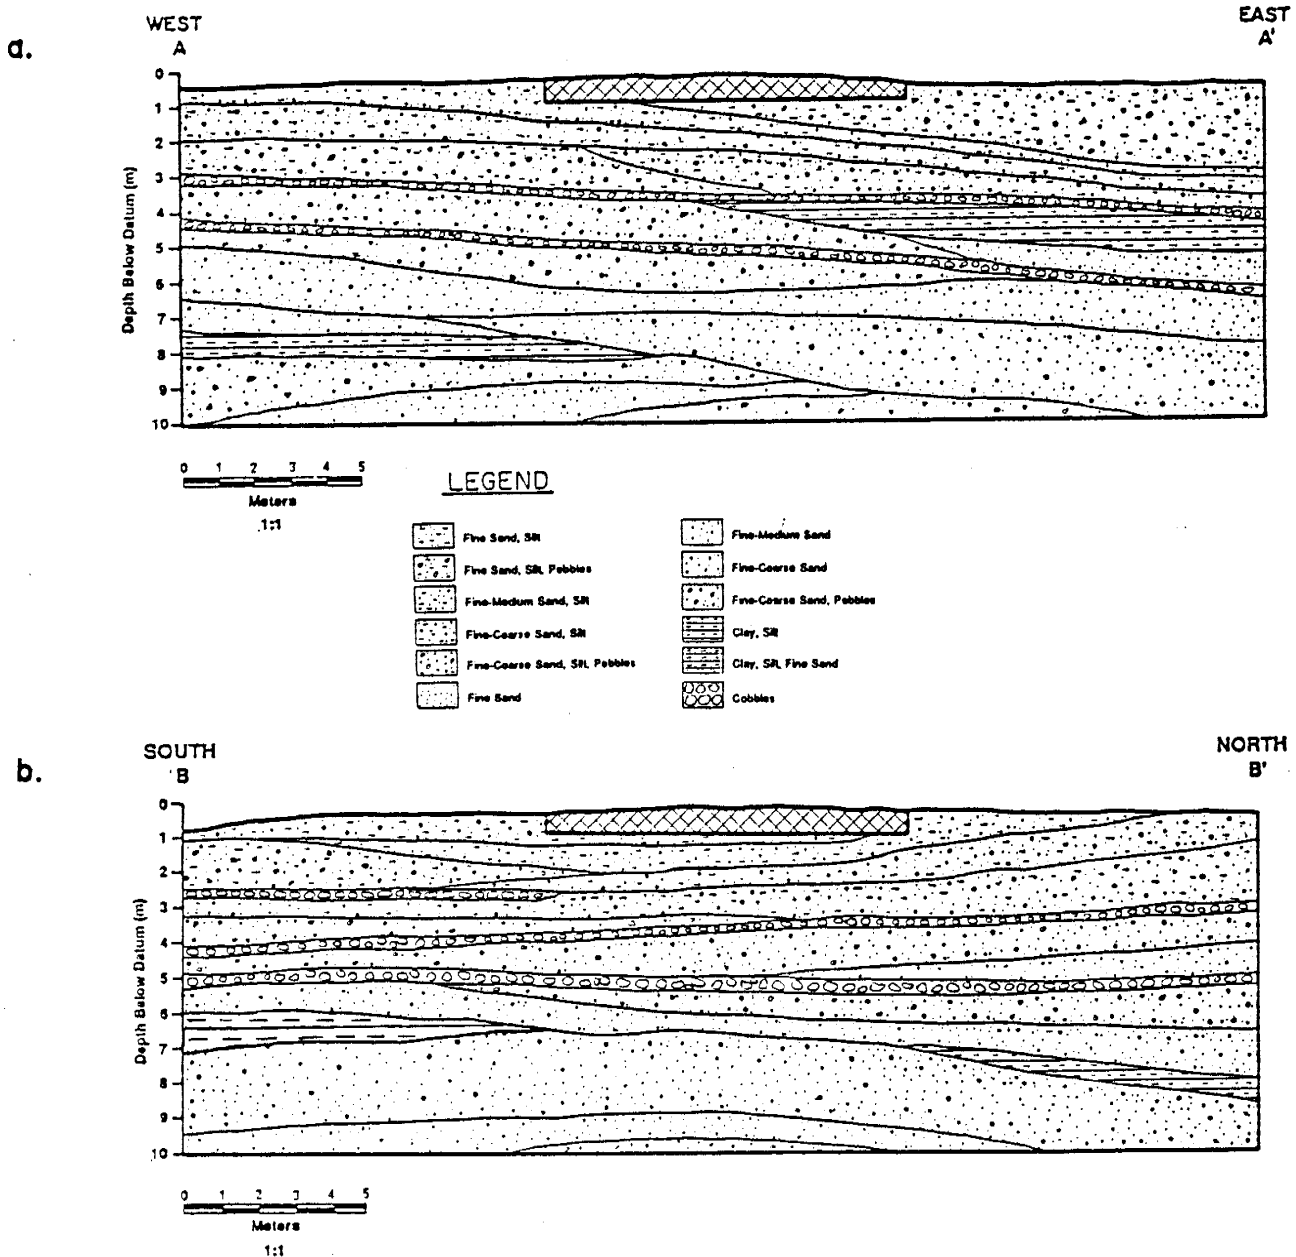 a.
WEST
A
EAST
A'
Depth Below Datum (m)
0
1
2
3
4
5
6
7
8
9
10
0 1 2 3 4 5
Meters
1:1
LEGEND
Fine Sand, Silt
Fine Sand, Silt, Pebbles
Fine-Medium Sand, Silt
Fine-Coarse Sand, Silt
Fine-Coarse Sand, Silt, Pebbles
Fine Sand
Fine-Medium Sand
Fine-Coarse Sand
Fine-Coarse Sand, Pebbles
Clay, Silt
Clay, Silt, Fine Sand
Cobbles
b.
SOUTH
B
NORTH
B'
Depth Below Datum (m)
0
1
2
3
4
5
6
7
8
9
10
0 1 2 3 4 5
Meters
1:1